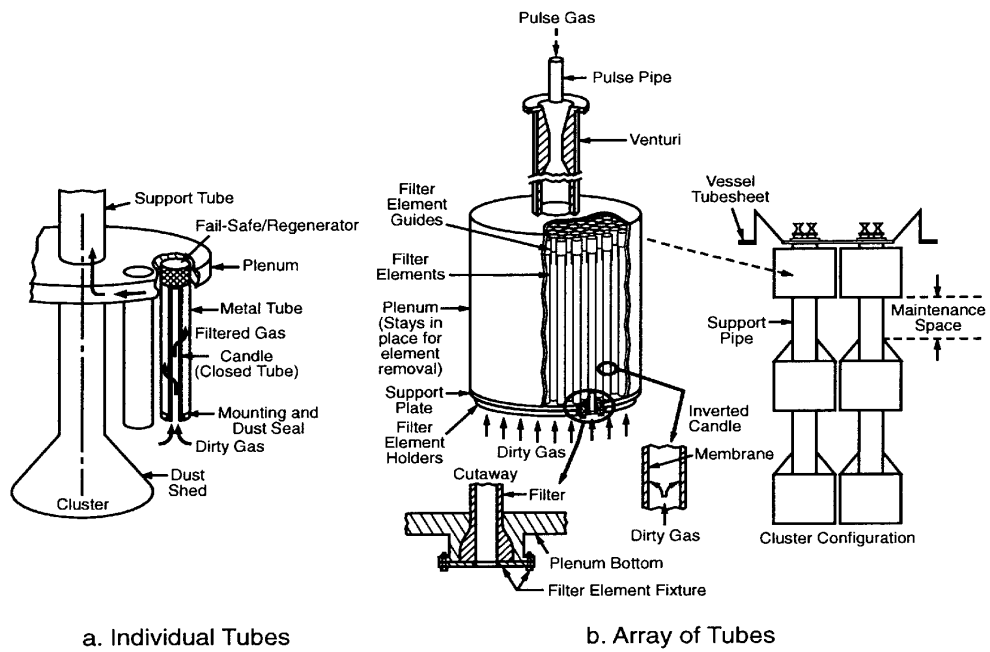 Support Tube
Fail-Safe/Regenerator
Plenum
Metal Tube
Filtered Gas
Candle
(Closed Tube)
Mounting and
Dust Seal
Dirty Gas
Dust
Shed
Cluster
a. Individual Tubes
Pulse Gas
Pulse Pipe
Venturi
Filter
Element
Guides
Filter
Elements
Plenum
(Stays in
place for
element
removal)
Support
Plate
Filter
Element
Holders
Dirty Gas
Inverted
Candle
Membrane
Dirty Gas
Cutaway
Filter
Plenum Bottom
Filter Element Fixture
Vessel
Tubesheet
Support
Pipe
Maintenance
Space
Cluster Configuration
b. Array of Tubes